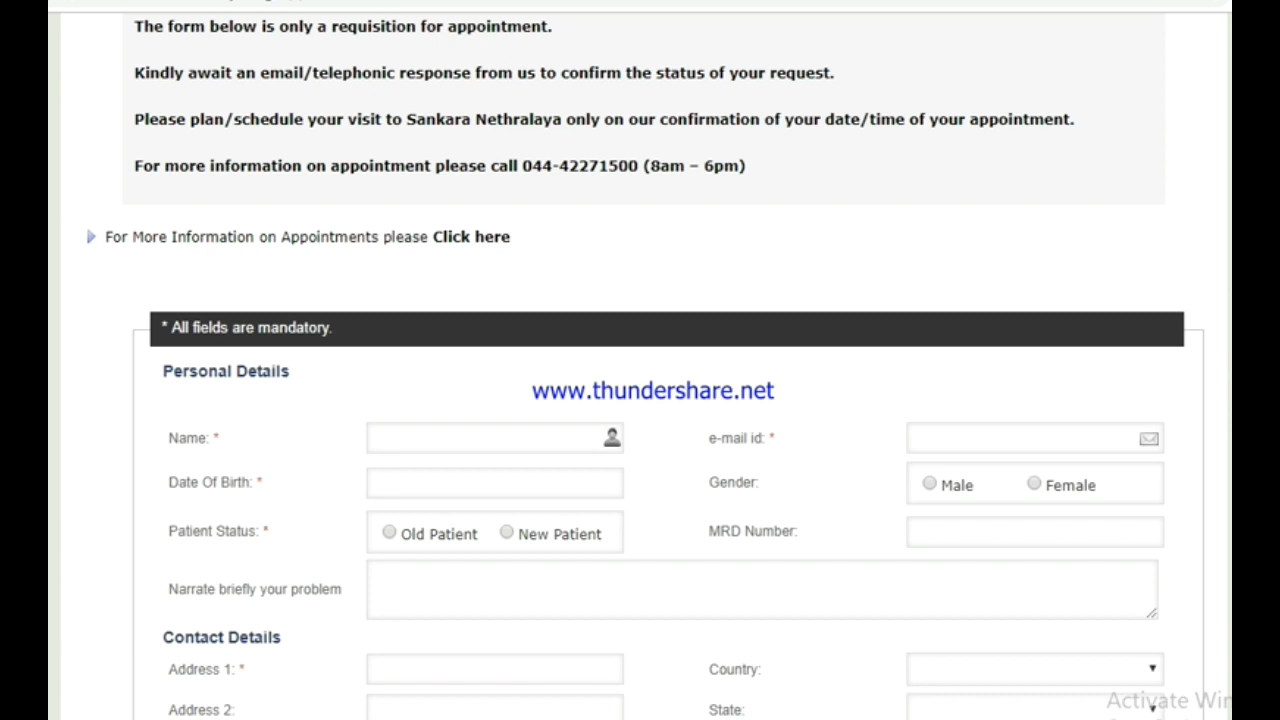 The form below is only a requisition for appointment.
Kindly await an email/telephonic response from us to confirm the status of your request.
Please plan/schedule your visit to Sankara Nethralaya only on our confirmation of your date/time of your appointment.
For more information on appointment please call 044-42271500 (8am – 6pm)
For More Information on Appointments please Click here
* All fields are mandatory.
Personal Details
www.thundershare.net
Name: *
e-mail id: *
Date Of Birth: *
Gender:
Male
Female
Patient Status: *
Old Patient
New Patient
MRD Number:
Narrate briefly your problem
Contact Details
Address 1: *
Country:
Address 2:
State:
Activate Win